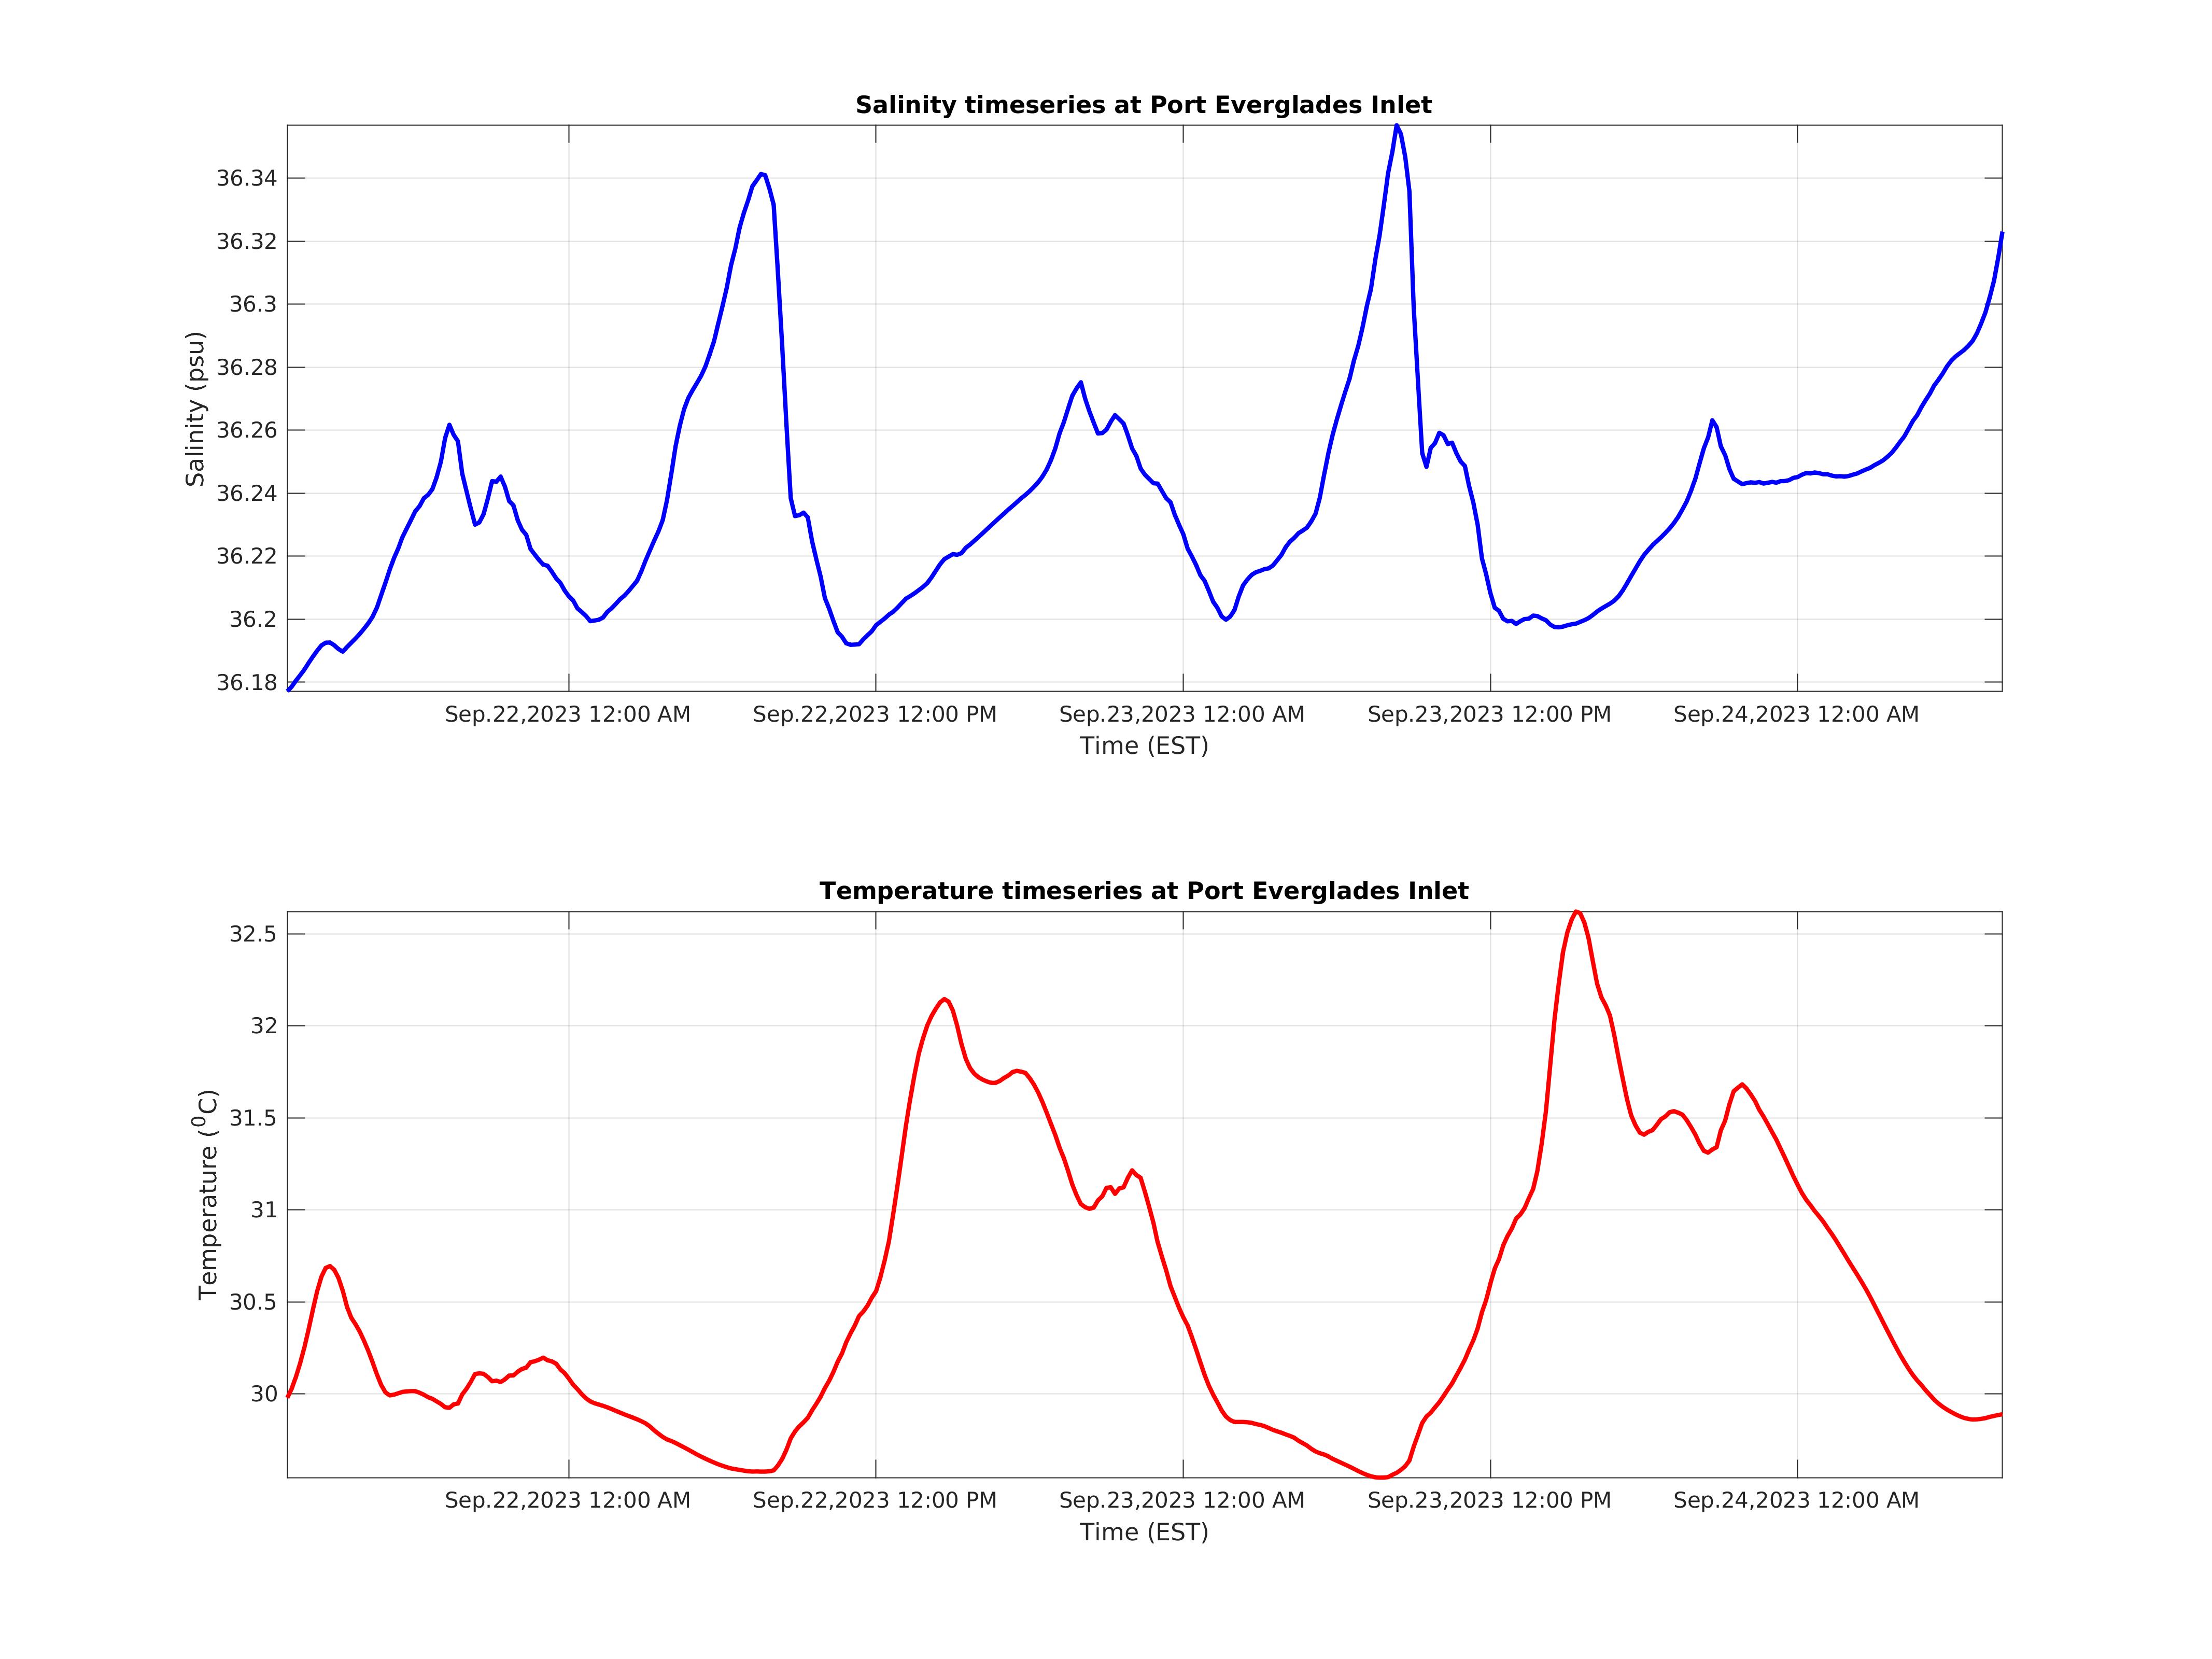 Salinity timeseries at Port Everglades Inlet
36.34
36.32
36.3
36.28
36.26
36.24
36.22
36.2
36.18
Salinity (psu)
Sep.22,2023 12:00 AM Sep.22,2023 12:00 PM Sep.23,2023 12:00 AM Sep.23,2023 12:00 PM Sep.24,2023 12:00 AM
Time (EST)
Temperature timeseries at Port Everglades Inlet
32.5
32
31.5
31
30.5
30
Temperature (⁰C)
Sep.22,2023 12:00 AM Sep.22,2023 12:00 PM Sep.23,2023 12:00 AM Sep.23,2023 12:00 PM Sep.24,2023 12:00 AM
Time (EST)